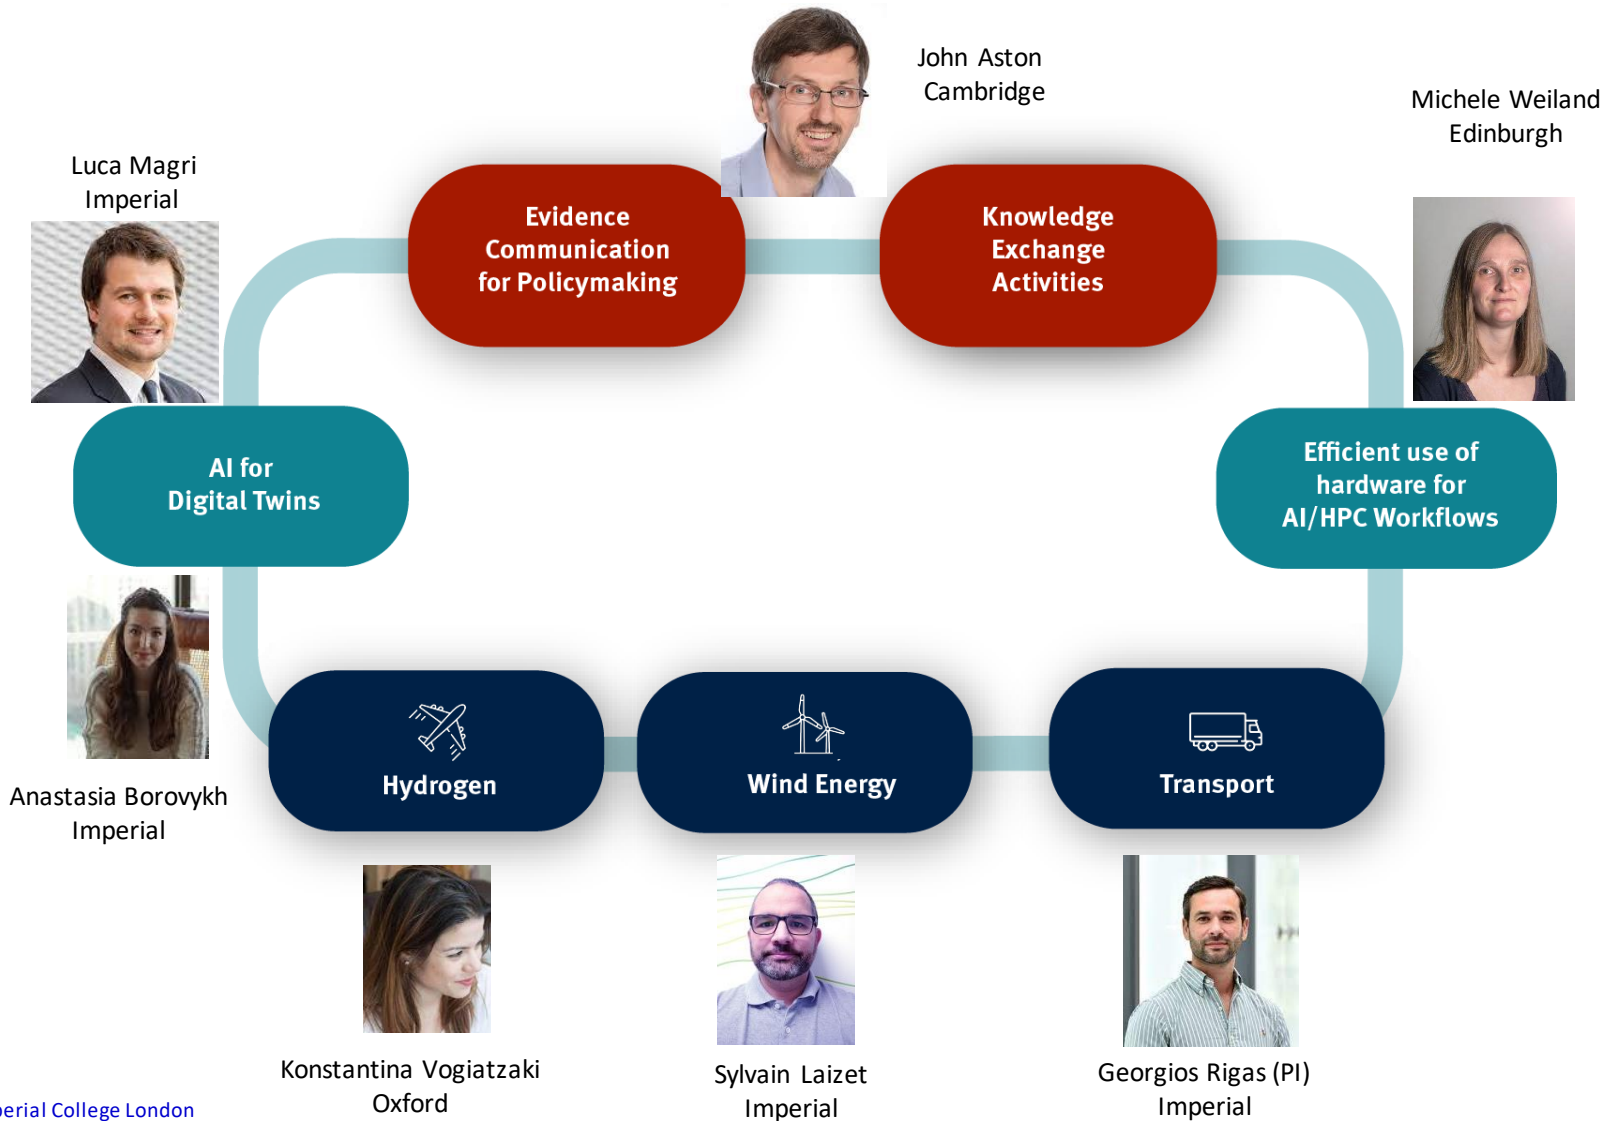 John Aston
Cambridge
Michele Weiland
Edinburgh
Luca Magri
Imperial
Evidence
Communication
for Policymaking
Knowledge
Exchange
Activities
AI for
Digital Twins
Efficient use of
hardware for
AI/HPC Workflows
Anastasia Borovykh
Imperial
Hydrogen
Wind Energy
Transport
Konstantina Vogiatzaki
Oxford
Sylvain Laizet
Imperial
Georgios Rigas (PI)
Imperial
perial College London